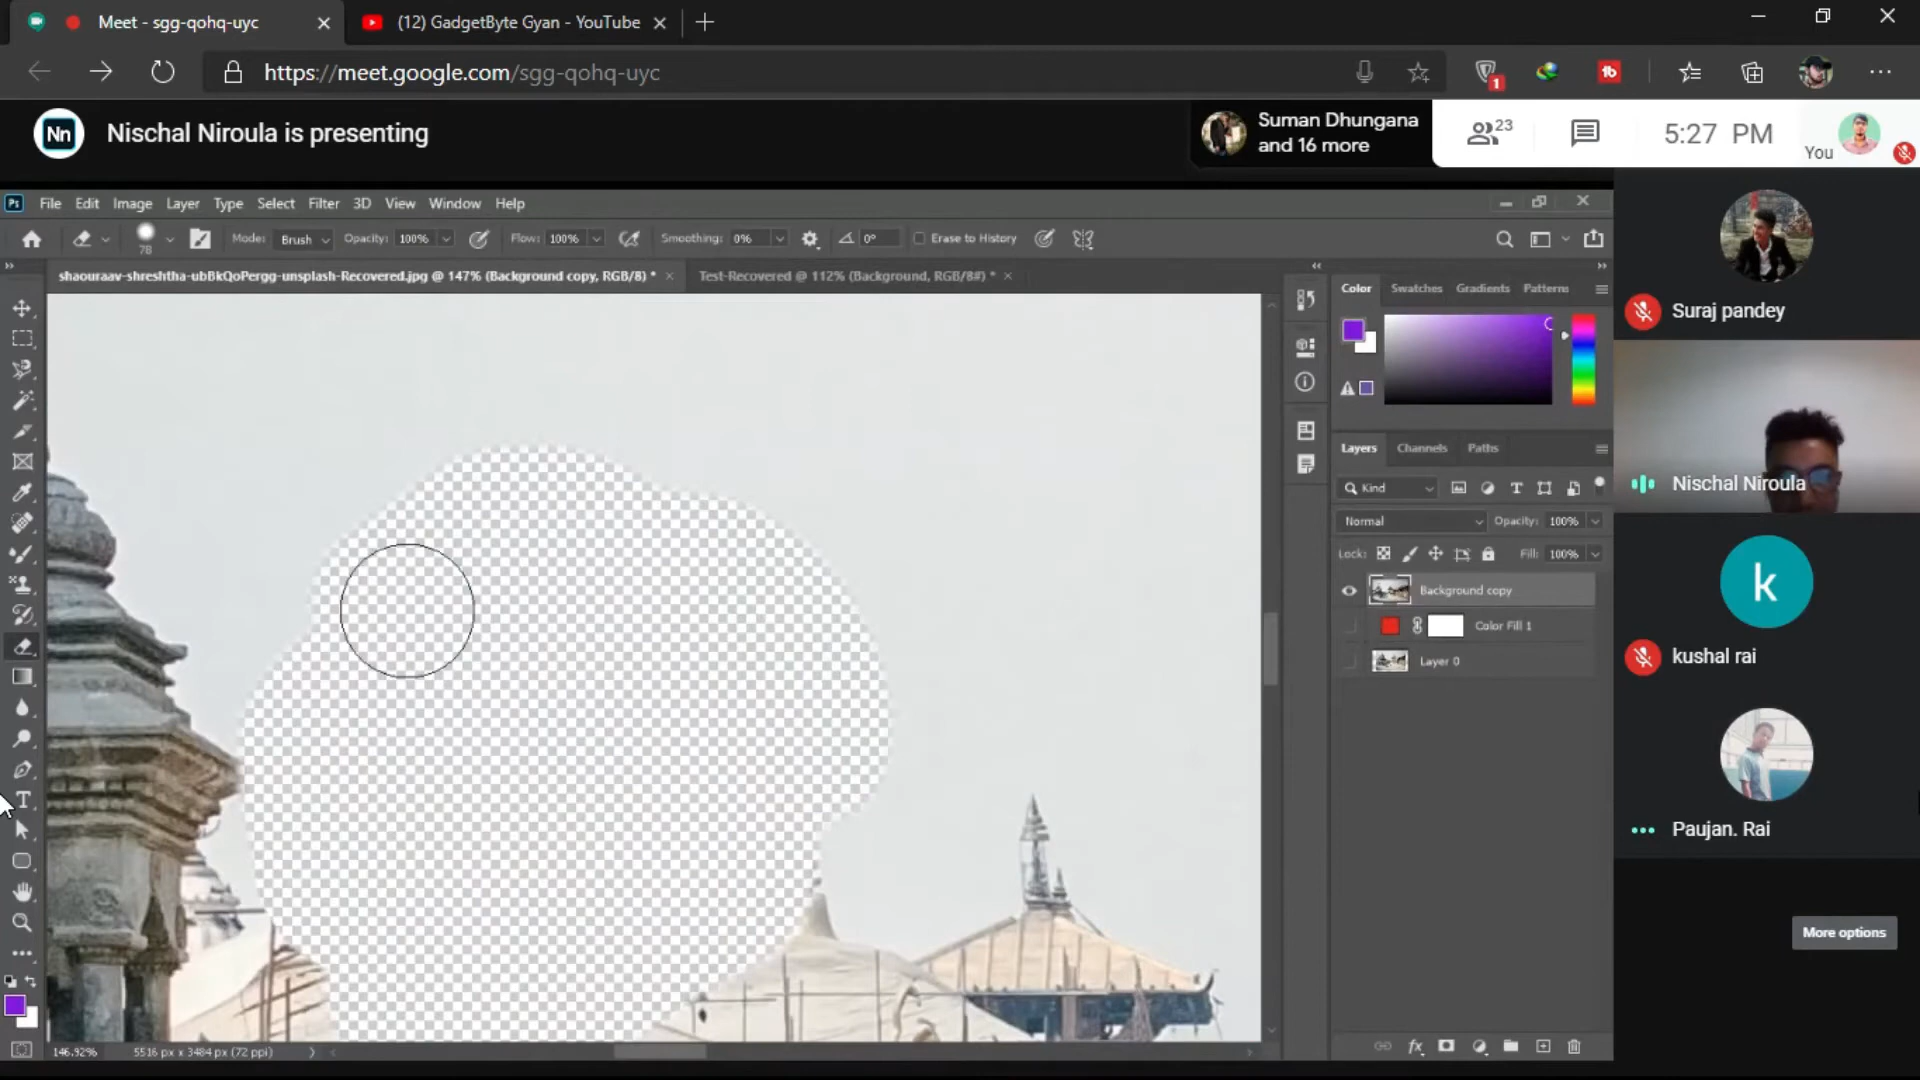 Meet - sgg-qohq-uyc
(12) GadgetByte Gyan - YouTube
https://meet.google.com/sgg-qohq-uyc
1
Nn
Nischal Niroula is presenting
Suman Dhungana
and 16 more
23
5:27 PM
You
Ps
File Edit Image Layer Type Select Filter 3D View Window Help
78
Mode: Brush
Opacity: 100%
Flow: 100%
Smoothing: 0%
0°
Erase to History
shaouraav-shreshtha-ubBkQoPergg-unsplash-Recovered.jpg @ 147% (Background copy, RGB/8) *
Test-Recovered @ 112% (Background, RGB/8#) *
Color Swatches Gradients Patterns
Layers Channels Paths
Kind
Normal
Opacity: 100%
Lock:
Fill: 100%
Background copy
Color Fill 1
Layer 0
fx
146.92%
5516 px x 3484 px (72 ppi)
Suraj pandey
Nischal Niroula
k
kushal rai
Paujan. Rai
More options